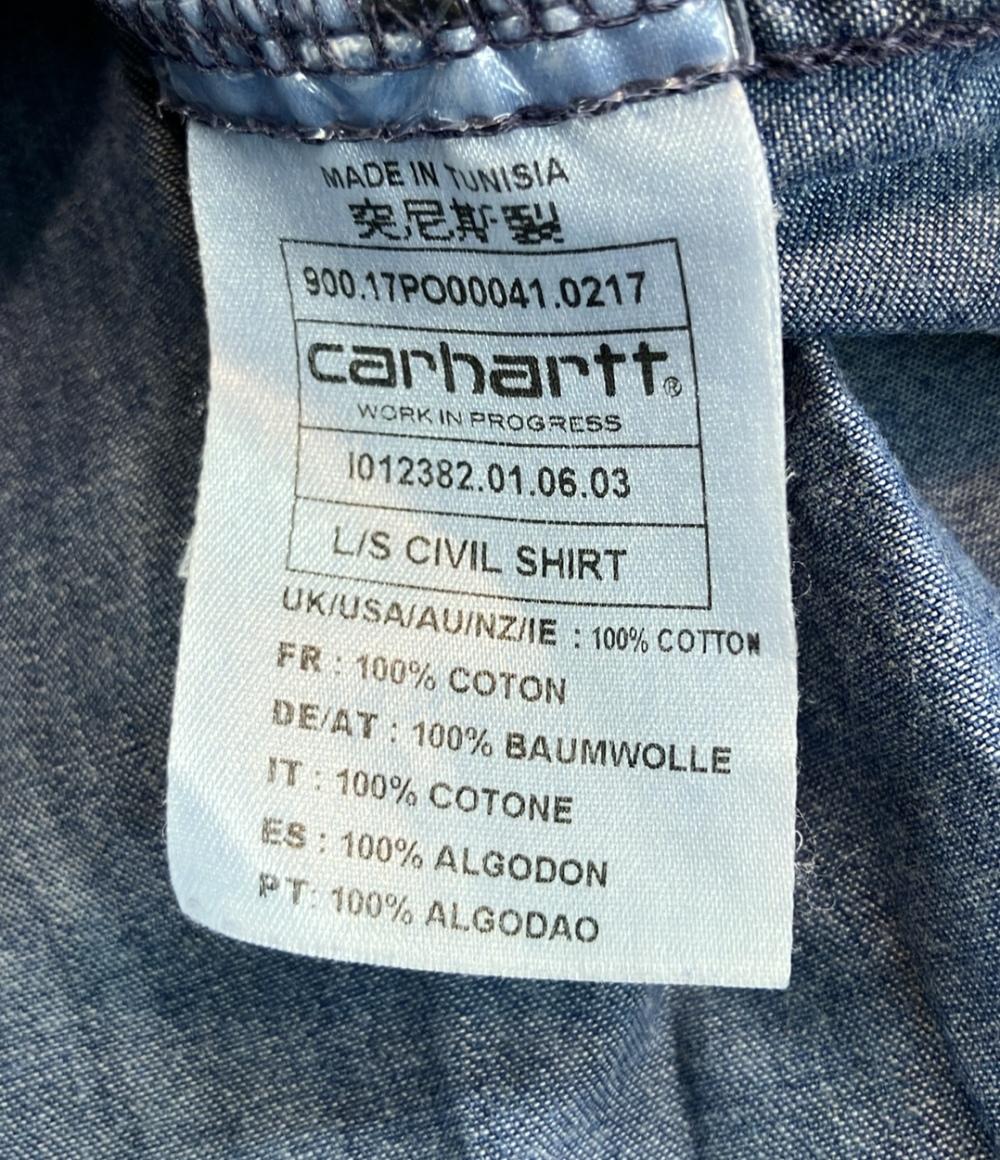 MADE IN TUNISIA
突尼斯製
900.17PO00041.0217
carhartt®
WORK IN PROGRESS
I012382.01.06.03
L/S CIVIL SHIRT
UK/USA/AU/NZ/IE : 100% COTTON
FR : 100% COTON
DE/AT : 100% BAUMWOLLE
IT : 100% COTONE
ES : 100% ALGODON
PT: 100% ALGODAO